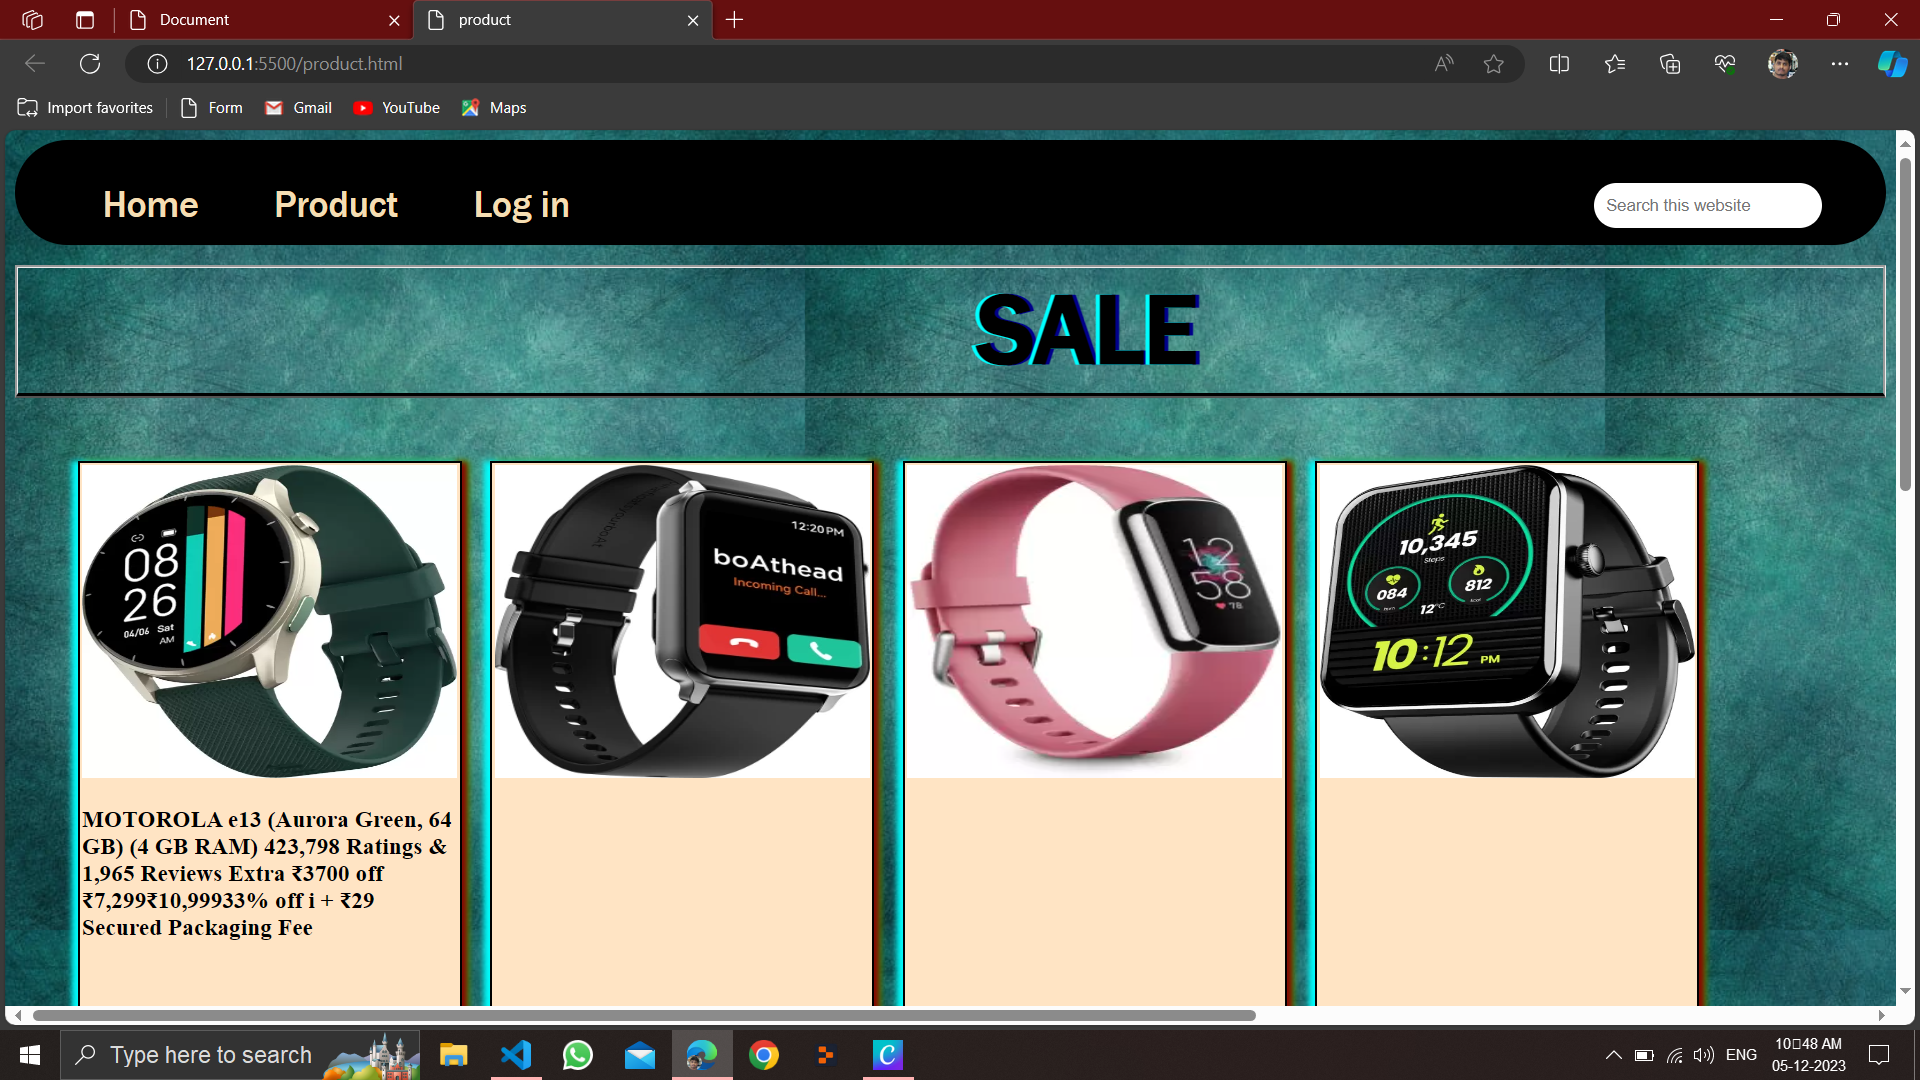 Document
product
127.0.0.1:5500/product.html
Import favorites
Form
Gmail
YouTube
Maps
Home
Product
Log in
Search this website
SALE
08
26
04/06 Sat
AM
12:20PM
boAthead
Incoming Call...
12
58
78
10,345
Steps
084
812
12°C
10:12 PM
MOTOROLA e13 (Aurora Green, 64
GB) (4 GB RAM) 423,798 Ratings &
1,965 Reviews Extra ₹3700 off
₹7,299₹10,99933% off i + ₹29
Secured Packaging Fee
Type here to search
ENG
10▯48 AM
05-12-2023